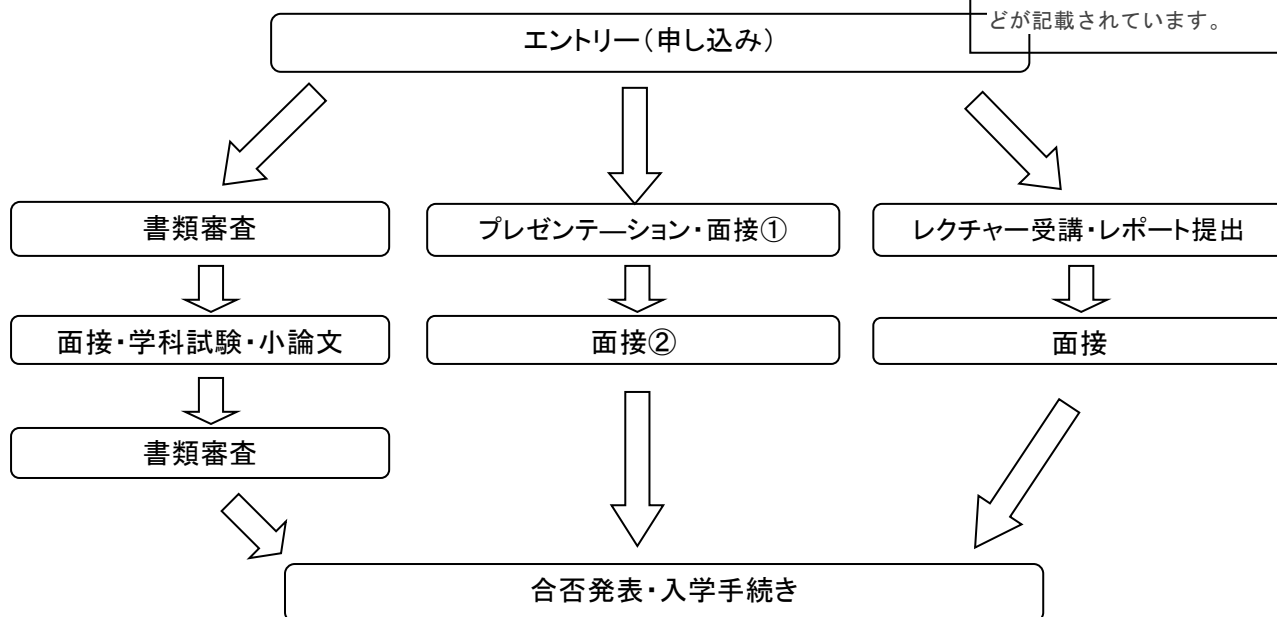 どが記載されています。
エントリー(申し込み)
書類審査
プレゼンテ―ション・面接①
レクチャー受講・レポート提出
面接・学科試験・小論文
面接②
面接
書類審査
合否発表・入学手続き